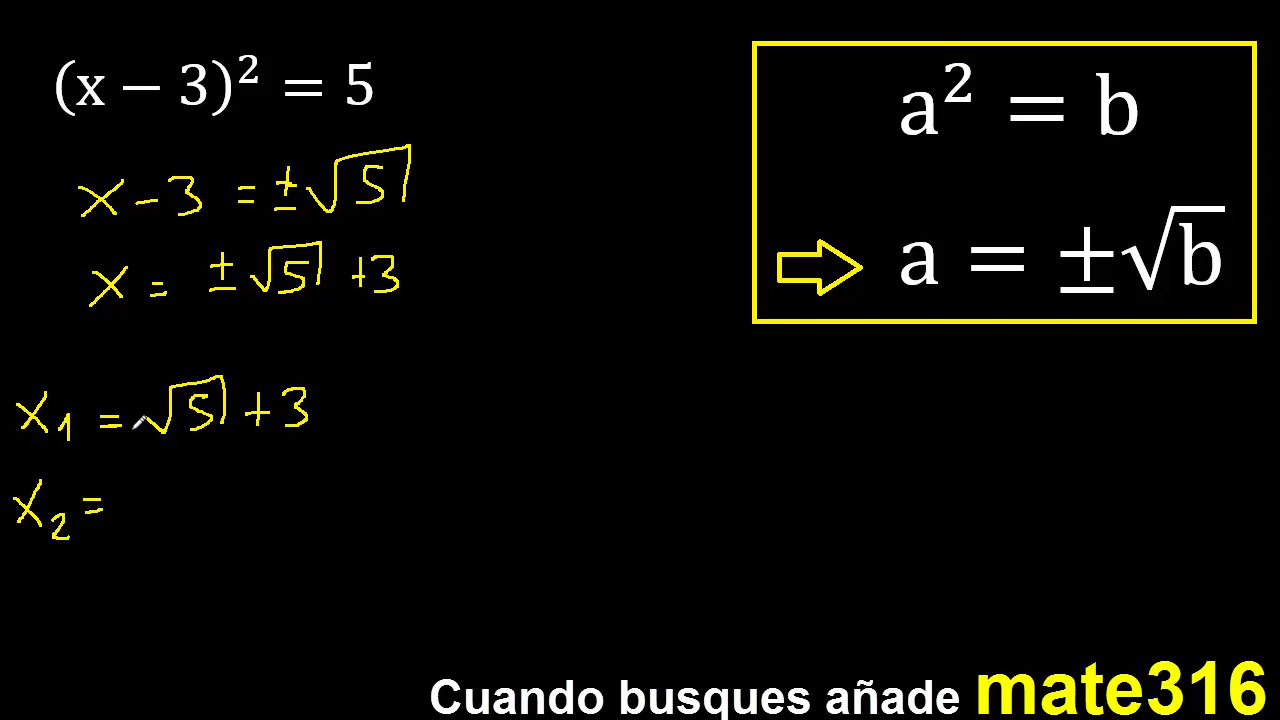 (x − 3)² = 5
x − 3 = ±√5
x = ±√5 + 3
x₁ = √5 + 3
x₂ =
a² = b
a = ±√b
Cuando busques añade mate316